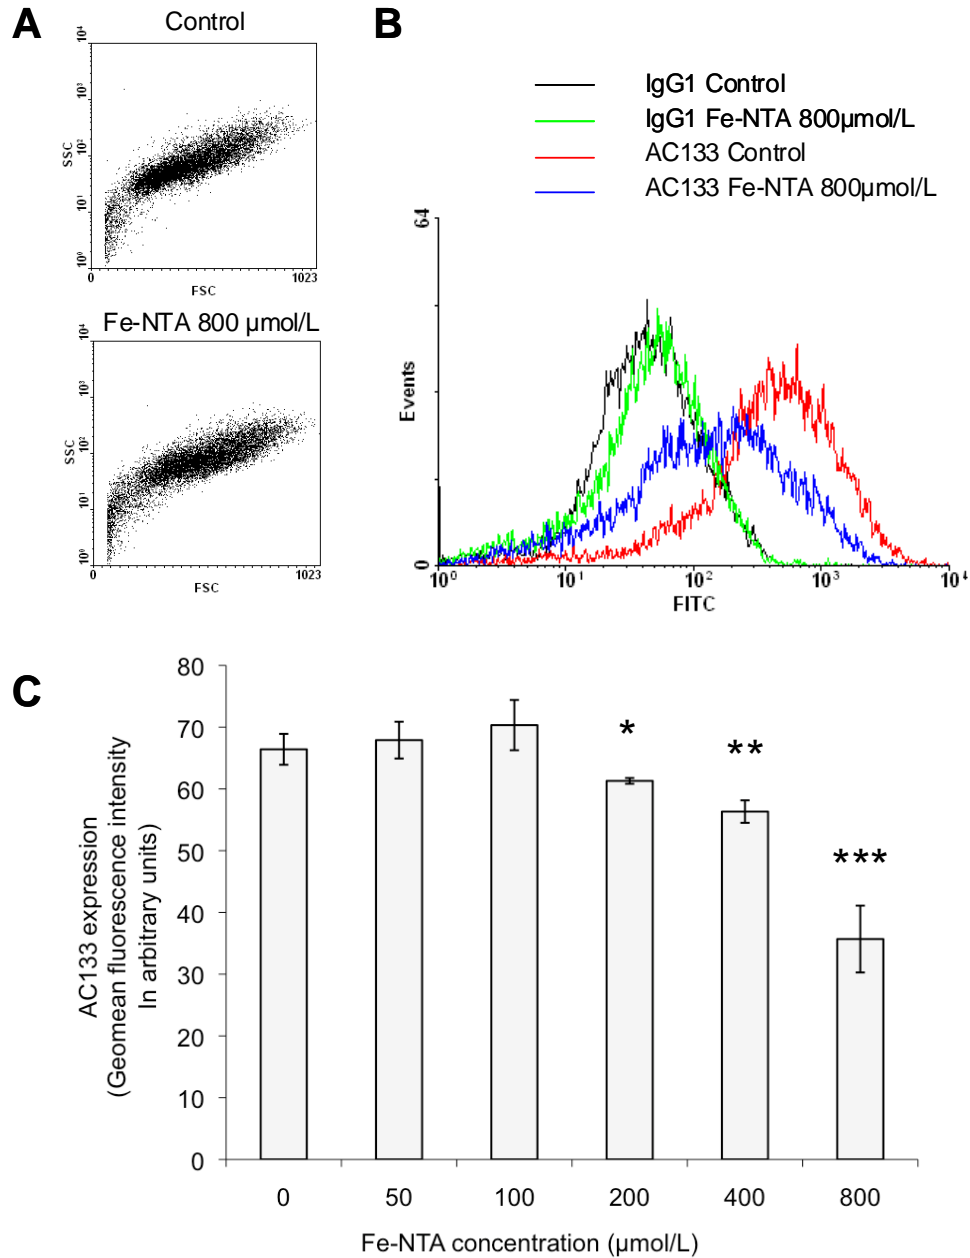 A
Control
10⁴
10³
10²
10¹
10⁰
SSC
0
1023
FSC
Fe-NTA 800 µmol/L
10⁴
10³
10²
10¹
10⁰
SSC
0
1023
FSC
B
IgG1 Control
IgG1 Fe-NTA 800µmol/L
AC133 Control
AC133 Fe-NTA 800µmol/L
64
Events
0
10⁰
10¹
10²
10³
10⁴
FITC
C
80
70
60
50
40
30
20
10
0
AC133 expression
(Geomean fluorescence intensity
In arbitrary units)
*
**
***
0
50
100
200
400
800
Fe-NTA concentration (µmol/L)